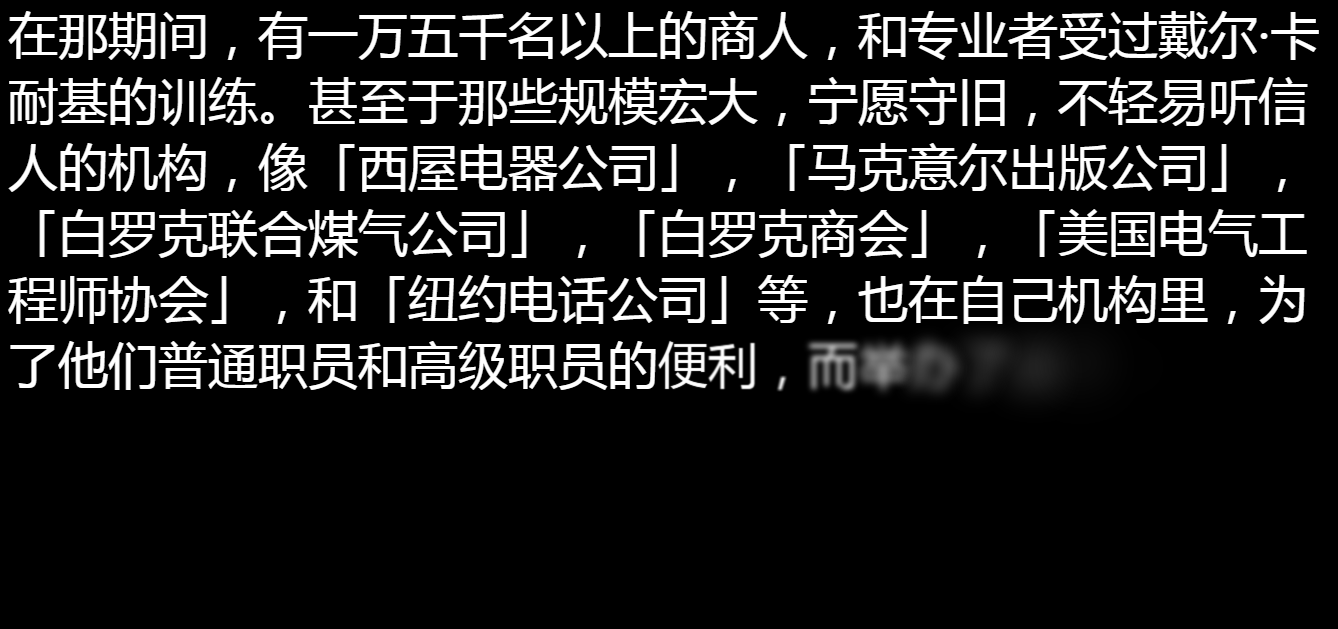 在那期间，有一万五千名以上的商人，和专业者受过戴尔·卡
耐基的训练。甚至于那些规模宏大，宁愿守旧，不轻易听信
人的机构，像「西屋电器公司」，「马克意尔出版公司」，
「白罗克联合煤气公司」，「白罗克商会」，「美国电气工
程师协会」，和「纽约电话公司」等，也在自己机构里，为
了他们普通职员和高级职员的便利，而举办了